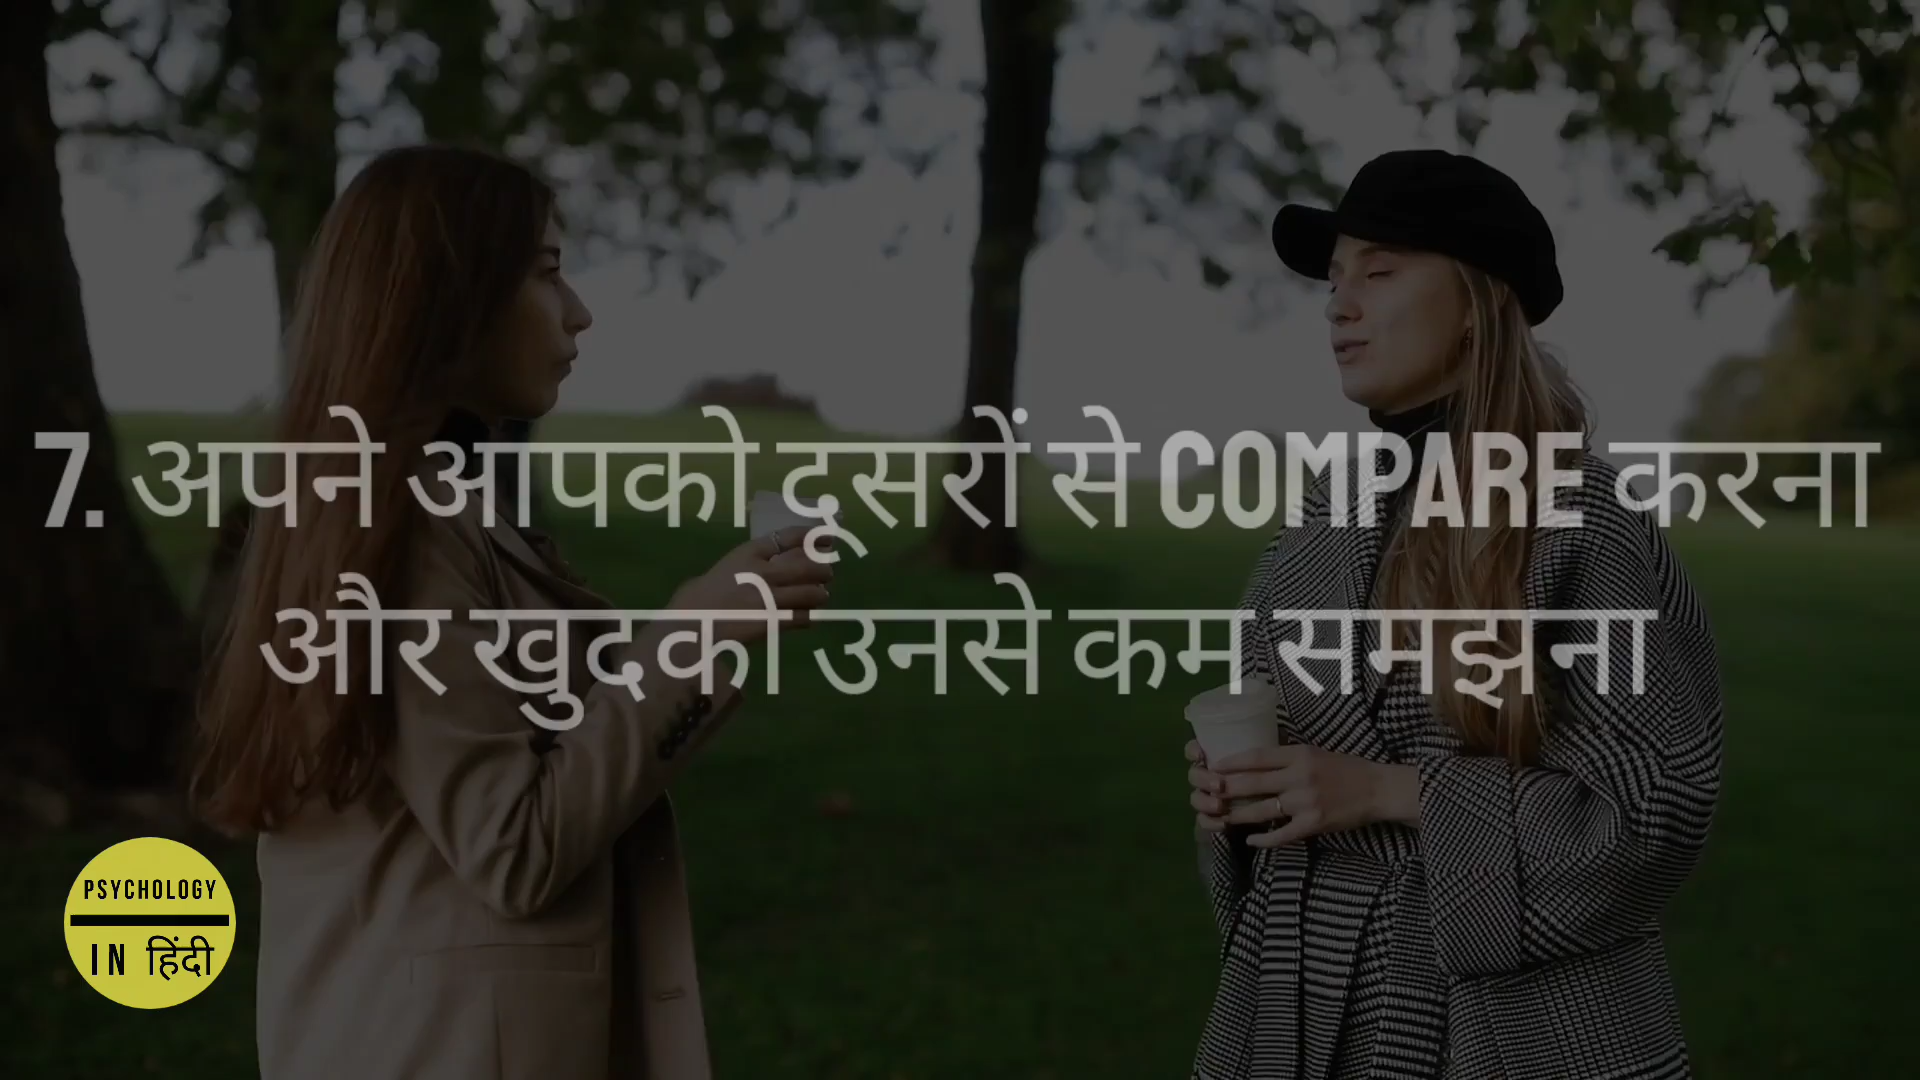 7. अपने आपको दूसरों से COMPARE करना
और खुदको उनसे कम समझना
PSYCHOLOGY
IN हिंदी